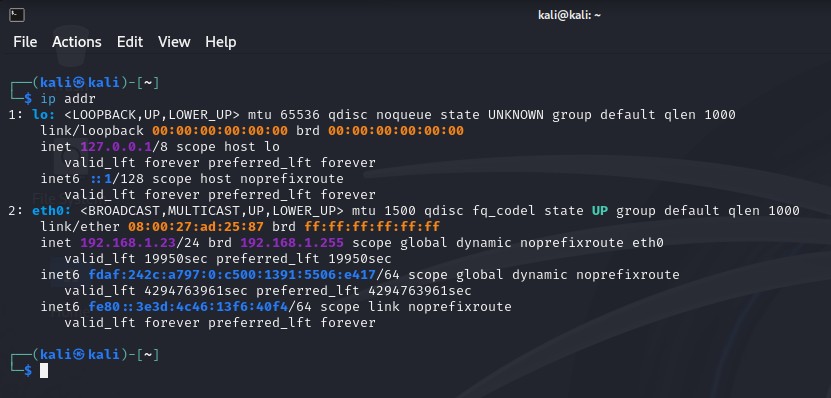 kali@kali: ~
File Actions Edit View Help
┌──(kali㉿kali)-[~]
└─$ ip addr
1: lo: <LOOPBACK,UP,LOWER_UP> mtu 65536 qdisc noqueue state UNKNOWN group default qlen 1000
    link/loopback 00:00:00:00:00:00 brd 00:00:00:00:00:00
    inet 127.0.0.1/8 scope host lo
       valid_lft forever preferred_lft forever
    inet6 ::1/128 scope host noprefixroute
       valid_lft forever preferred_lft forever
2: eth0: <BROADCAST,MULTICAST,UP,LOWER_UP> mtu 1500 qdisc fq_codel state UP group default qlen 1000
    link/ether 08:00:27:ad:25:87 brd ff:ff:ff:ff:ff:ff
    inet 192.168.1.23/24 brd 192.168.1.255 scope global dynamic noprefixroute eth0
       valid_lft 19950sec preferred_lft 19950sec
    inet6 fdaf:242c:a797:0:c500:1391:5506:e417/64 scope global dynamic noprefixroute
       valid_lft 4294763961sec preferred_lft 4294763961sec
    inet6 fe80::3e3d:4c46:13f6:40f4/64 scope link noprefixroute
       valid_lft forever preferred_lft forever
┌──(kali㉿kali)-[~]
└─$